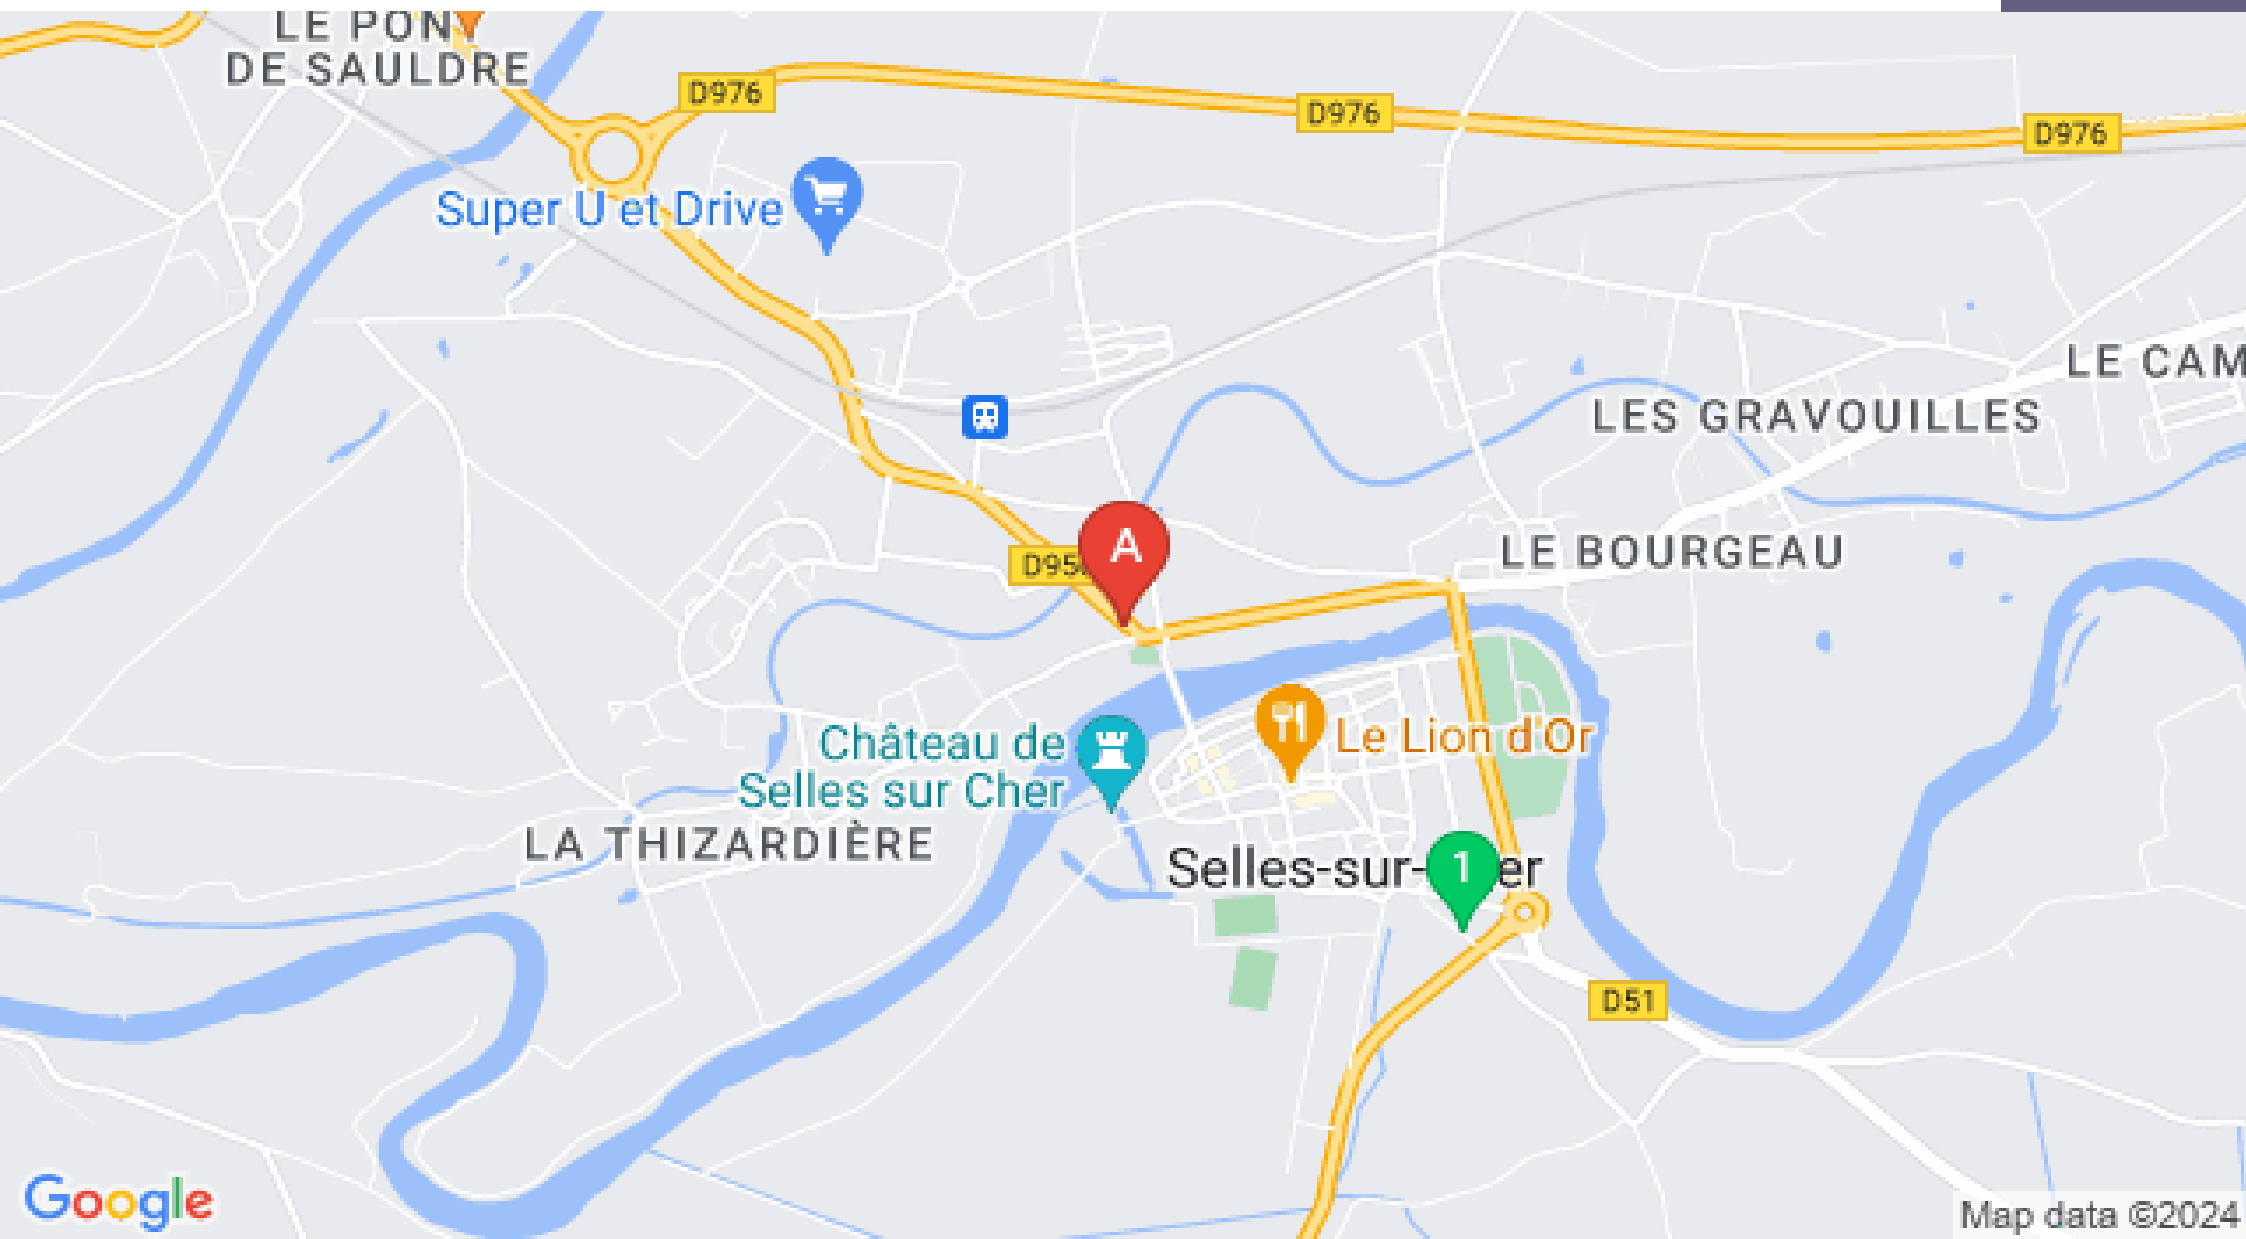 LE PONT
DE SAULDRE
D976
D976
D976
Super U et Drive
LE CAM
LES GRAVOUILLES
LE BOURGEAU
A
Château de
Selles sur Cher
Le Lion d'Or
LA THIZARDIÈRE
1
D51
Google
Map data ©2024